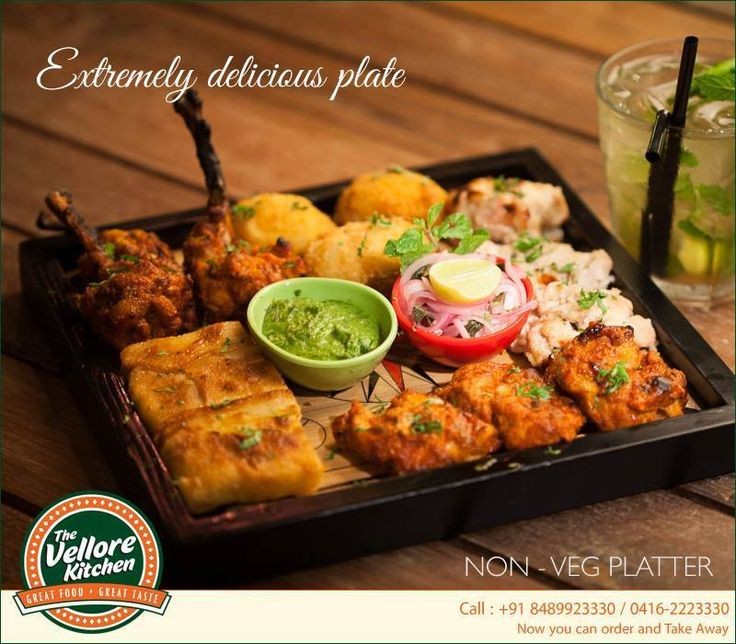 Extremely delicious plate
The
Vellore
Kitchen
GREAT FOOD • GREAT TASTE
NON - VEG PLATTER
Call : +91 8489923330 / 0416-2223330
Now you can order and Take Away